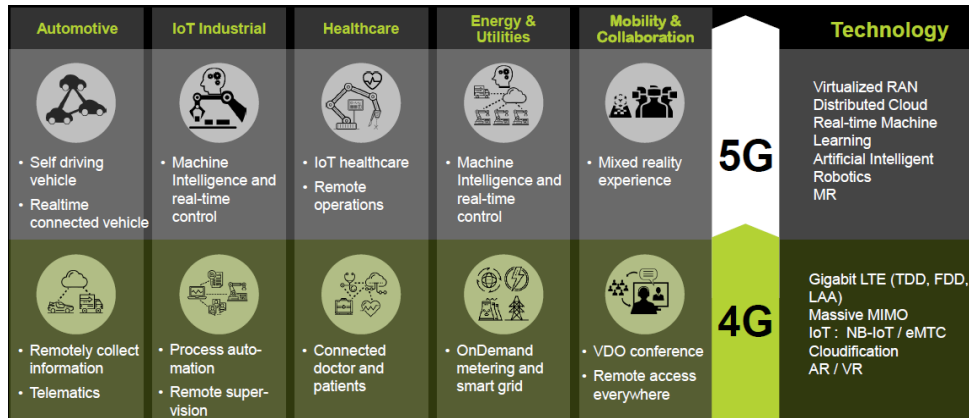 Automotive
IoT Industrial
Healthcare
Energy &
Utilities
Mobility &
Collaboration
Technology
• Self driving
vehicle
• Realtime
connected vehicle
• Machine
Intelligence and
real-time
control
• IoT healthcare
• Remote
operations
• Machine
Intelligence and
real-time
control
• Mixed reality
experience
5G
Virtualized RAN
Distributed Cloud
Real-time Machine
Learning
Artificial Intelligent
Robotics
MR
• Remotely collect
information
• Telematics
• Process auto-
mation
• Remote super-
vision
• Connected
doctor and
patients
• OnDemand
metering and
smart grid
• VDO conference
• Remote access
everywhere
4G
Gigabit LTE (TDD, FDD,
LAA)
Massive MIMO
IoT : NB-IoT / eMTC
Cloudification
AR / VR